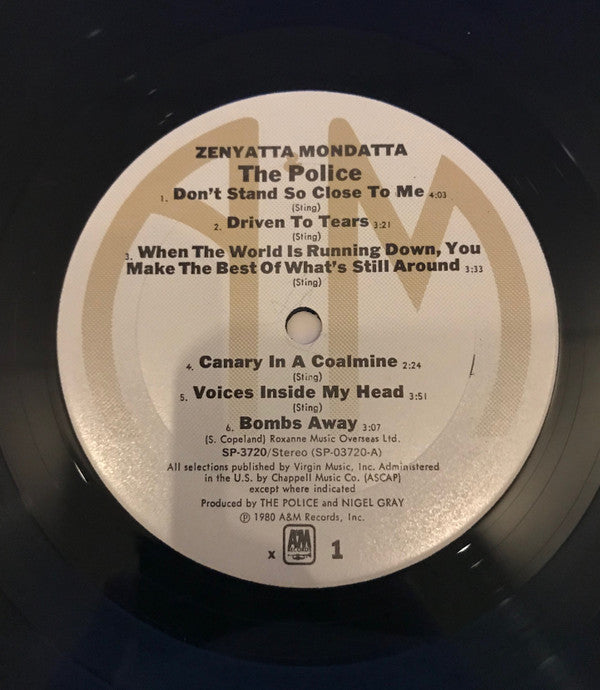 ZENYATTA MONDATTA
The Police
1. Don't Stand So Close To Me 4:03
(Sting)
2. Driven To Tears 3:21
(Sting)
3. When The World Is Running Down, You
Make The Best Of What's Still Around 3:33
(Sting)
4. Canary In A Coalmine 2:24
(Sting)
5. Voices Inside My Head 3:51
(Sting)
6. Bombs Away 3:07
(S. Copeland) Roxanne Music Overseas Ltd.
SP-3720/Stereo (SP-03720-A)
All selections published by Virgin Music, Inc. Administered
in the U.S. by Chappell Music Co. (ASCAP)
except where indicated
Produced by THE POLICE and NIGEL GRAY
℗ 1980 A&M Records, Inc.
x A&M RECORDS 1